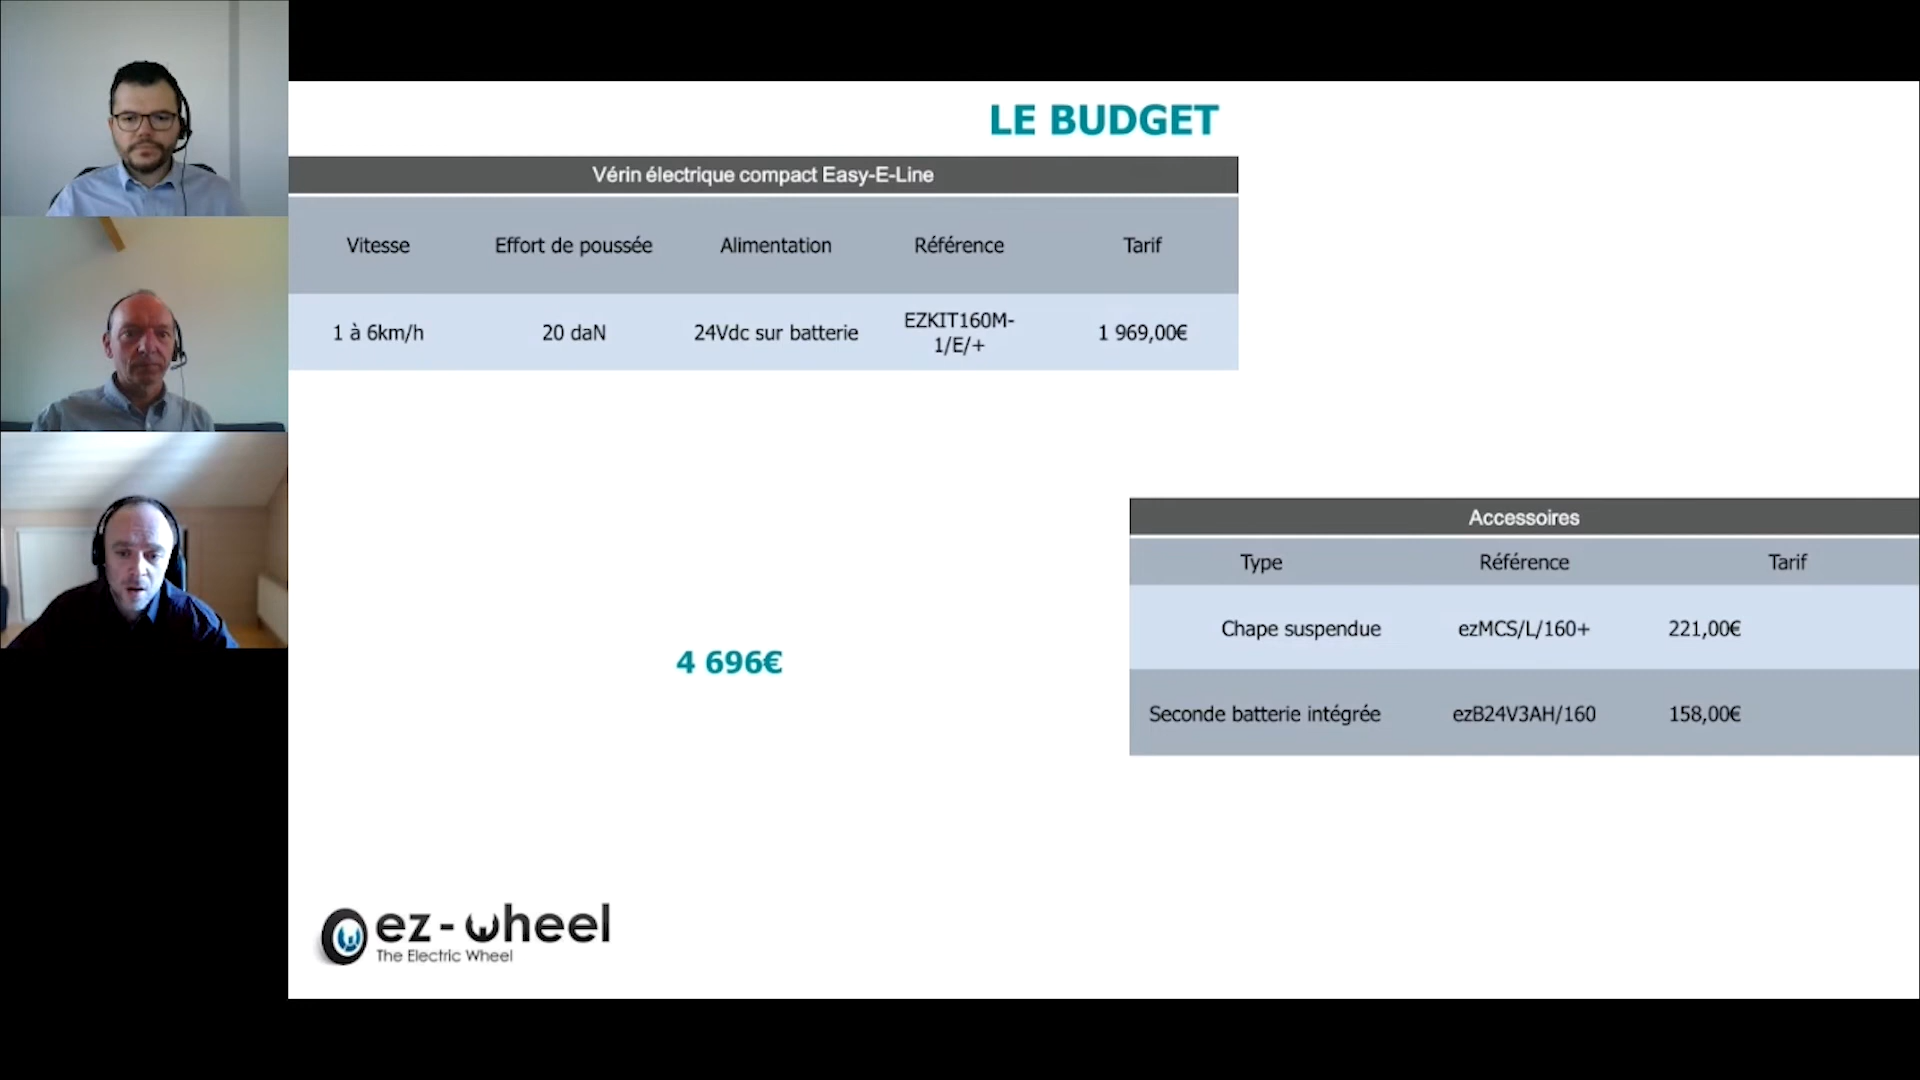 LE BUDGET
Vérin électrique compact Easy-E-Line
Vitesse Effort de poussée Alimentation Référence Tarif
1 à 6km/h 20 daN 24Vdc sur batterie EZKIT160M-
1/E/+ 1 969,00€
Accessoires
Type Référence Tarif
Chape suspendue ezMCS/L/160+ 221,00€
Seconde batterie intégrée ezB24V3AH/160 158,00€
4 696€
ez-wheel
The Electric Wheel